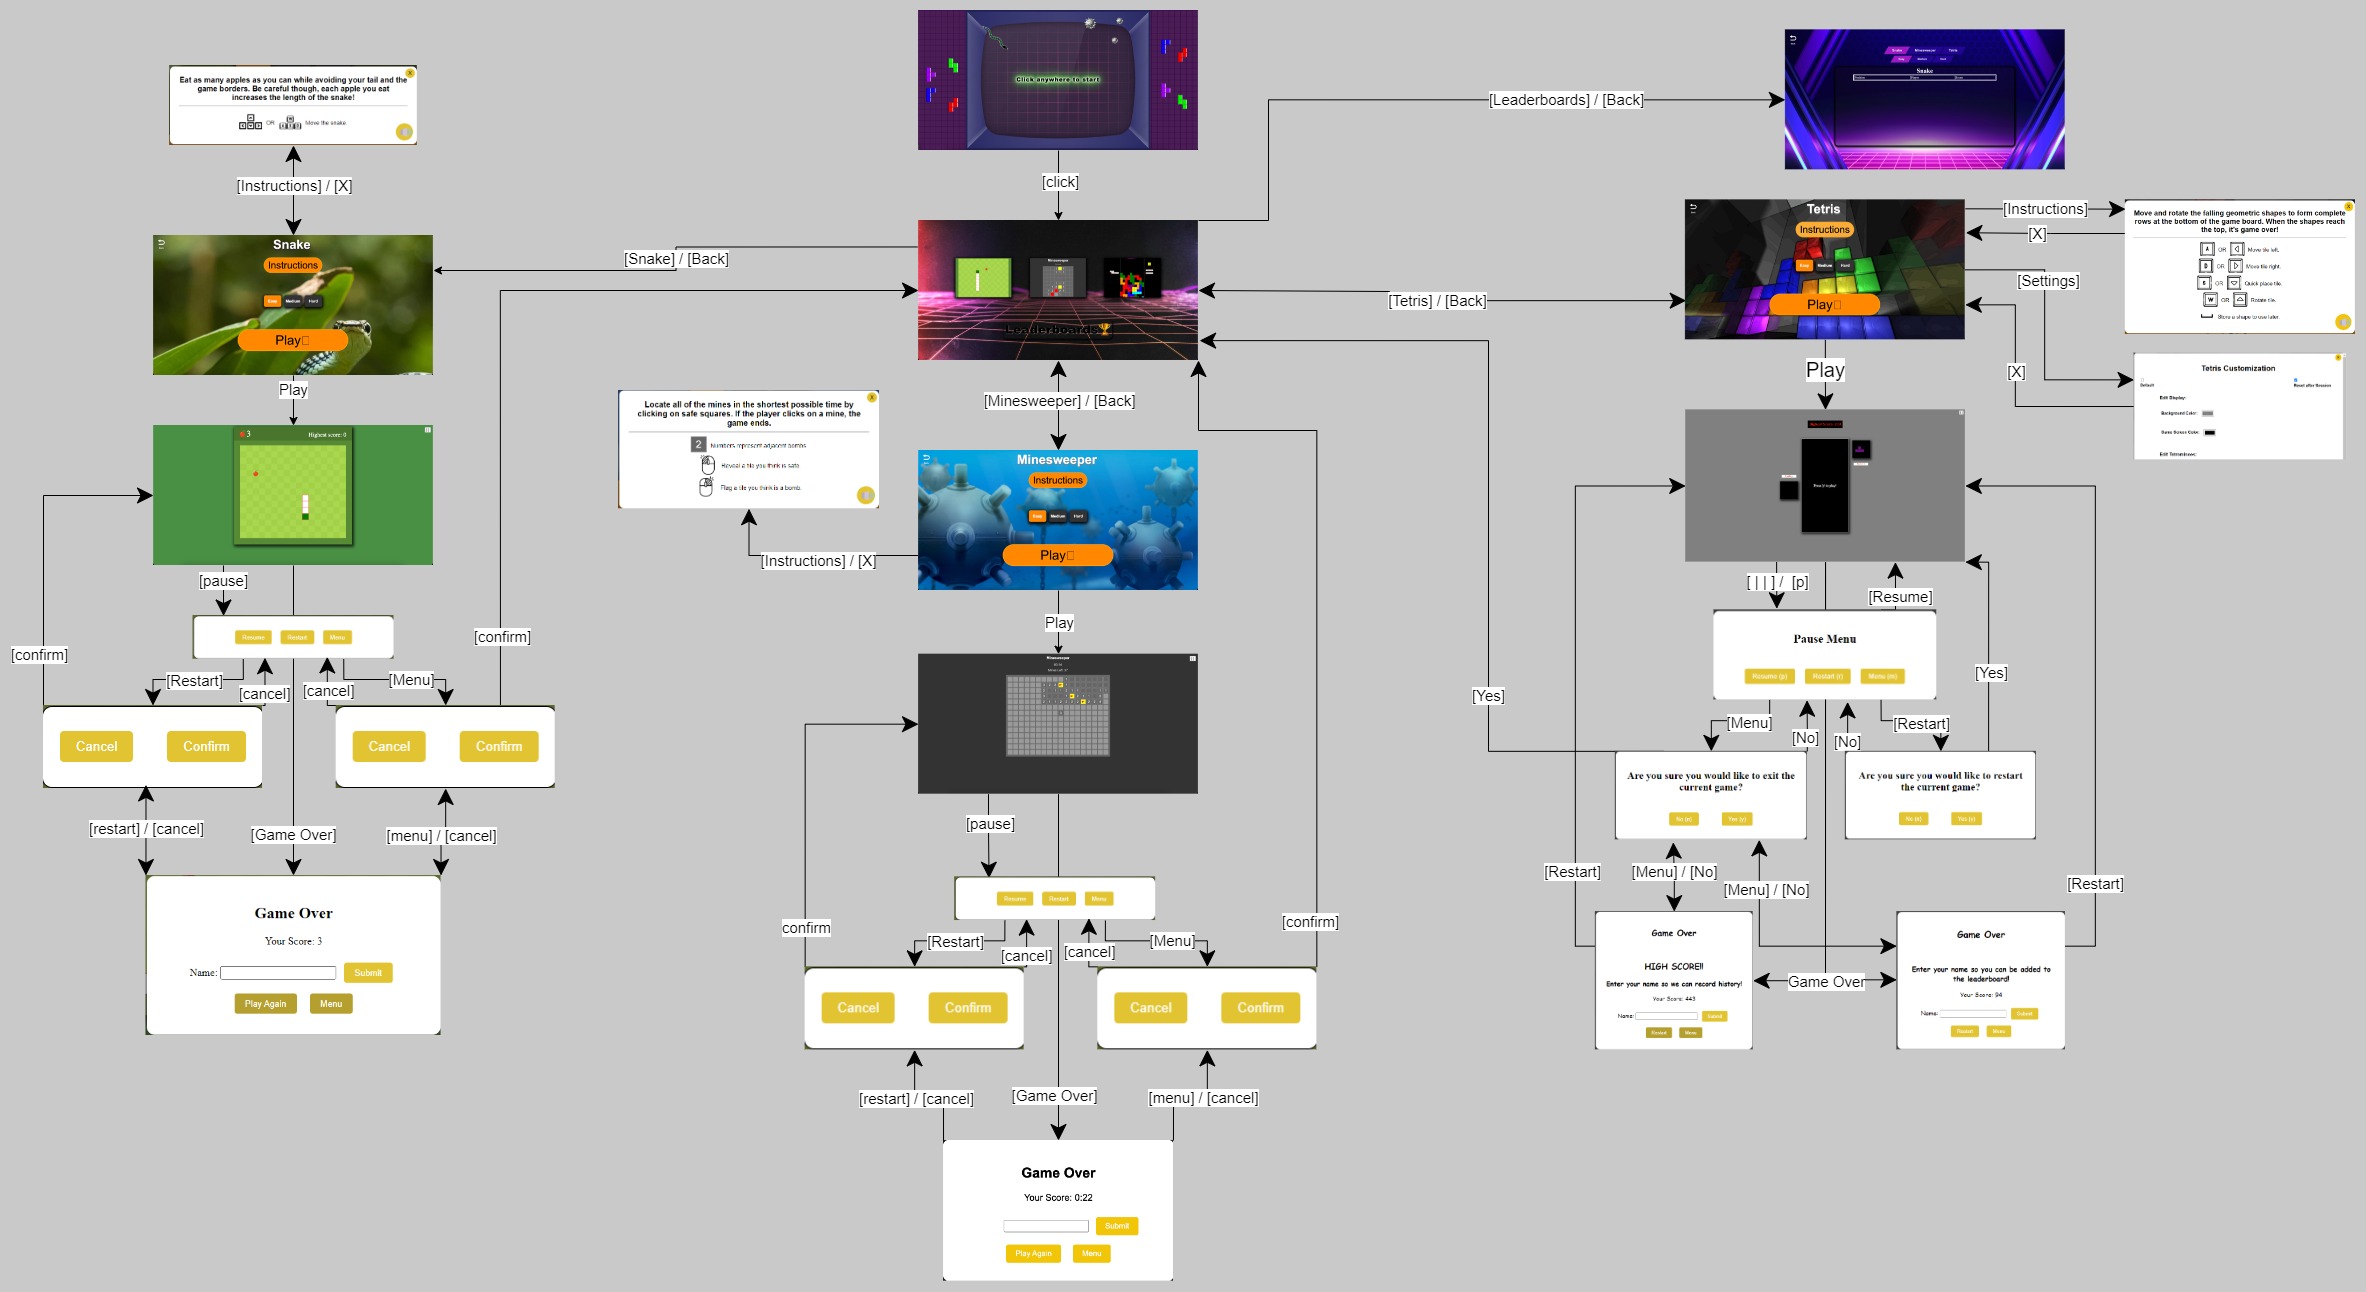 Click anywhere to start
[click]
[Leaderboards] / [Back]
Snake
Minesweeper
Tetris
Easy
Medium
Hard
Snake
Eat as many apples as you can while avoiding your tail and the
game borders. Be careful though, each apple you eat
increases the length of the snake!
OR
Move the snake.
[Instructions] / [X]
Snake
Instructions
Easy Medium Hard
Play
[Snake] / [Back]
Leaderboards🏆
[Tetris] / [Back]
[Minesweeper] / [Back]
Play
3
Highest score: 0
[pause]
Resume Restart Menu
[confirm]
[Restart]
[cancel]
[cancel]
[Menu]
[confirm]
Cancel Confirm
Cancel Confirm
[restart] / [cancel]
[Game Over]
[menu] / [cancel]
Game Over
Your Score: 3
Name:
Submit
Play Again Menu
Locate all of the mines in the shortest possible time by
clicking on safe squares. If the player clicks on a mine, the
game ends.
2 Numbers represent adjacent bombs
Reveal a tile you think is safe
Flag a tile you think is a bomb.
[Instructions] / [X]
Minesweeper
Instructions
Easy Medium Hard
Play
Play
Minesweeper
[pause]
Resume Restart Menu
confirm
[Restart]
[cancel]
[cancel]
[Menu]
[confirm]
Cancel Confirm
Cancel Confirm
[restart] / [cancel]
[Game Over]
[menu] / [cancel]
Game Over
Your Score: 0:22
Submit
Play Again Menu
Tetris
Instructions
Easy Medium Hard
Play
[Instructions]
[X]
[Settings]
[X]
Move and rotate the falling geometric shapes to form complete
rows at the bottom of the game board. When the shapes reach
the top, it's game over!
A OR Move tile left.
D OR Move tile right.
S OR Quick place tile.
W OR Rotate tile.
Store a shape to use later.
Tetris Customization
Default
Reset after Session
Edit Display:
Background Color:
Game Screen Color:
Edit Tetrominoes:
Play
[ | | ] / [p]
[Resume]
Pause Menu
Resume (p) Restart (r) Menu (m)
[Yes]
[Yes]
[Menu]
[No]
[No]
[Restart]
Are you sure you would like to exit the
current game?
No (n) Yes (y)
Are you sure you would like to restart
the current game?
No (n) Yes (y)
[Restart]
[Menu] / [No]
[Menu] / [No]
[Restart]
Game Over
HIGH SCORE!!
Enter your name so we can record history!
Your Score: 443
Name:
Submit
Restart Menu
Game Over
Game Over
Enter your name so you can be added to
the leaderboard!
Your Score: 94
Name:
Submit
Restart Menu